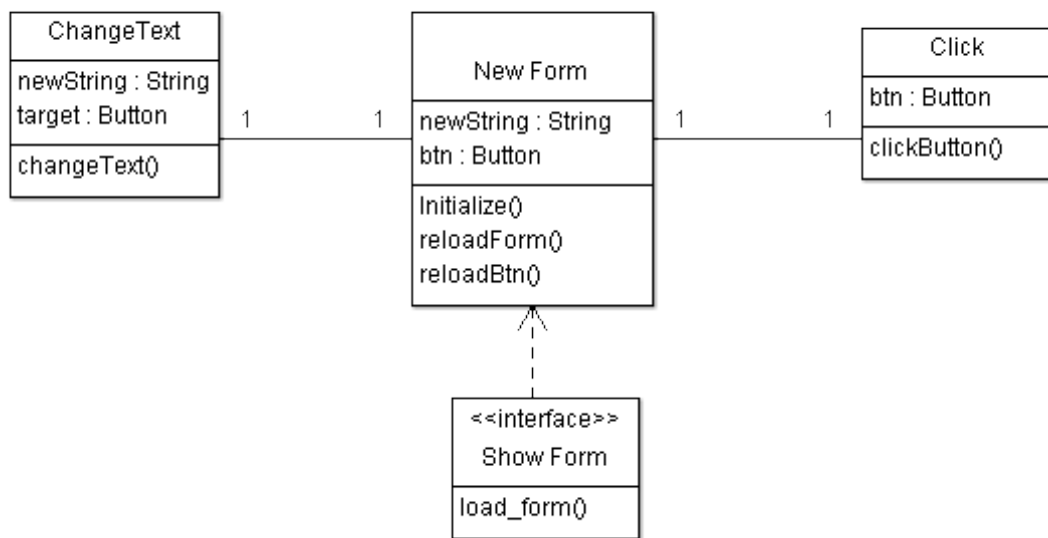 ChangeText
newString : String
target : Button
changeText()
1
1
New Form
newString : String
btn : Button
Initialize()
reloadForm()
reloadBtn()
1
1
Click
btn : Button
clickButton()
<<interface>>
Show Form
load_form()